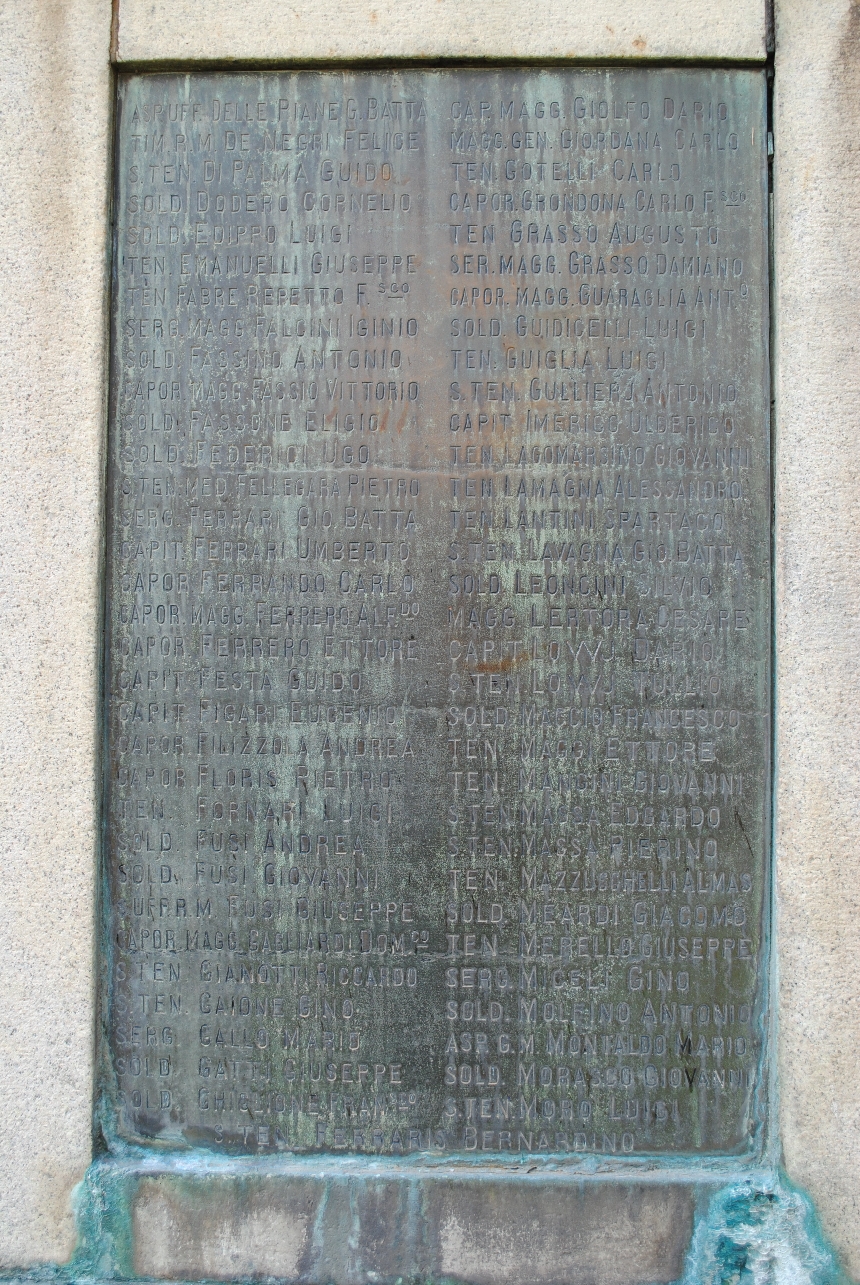 ASP. UFF. DELLE PIANE G. BATTA
TIM. R. M. DE NEGRI FELICE
S. TEN DI PALMA GUIDO
SOLD. DODERO CORNELIO
SOLD. EDIPPO LUIGI
TEN. EMANUELLI GIUSEPPE
TEN. FABRE REPETTO F.SCO
SERG. MAGG. FALCINI IGINIO
SOLD. FASSINO ANTONIO
CAPOR. MAGG. FASSIO VITTORIO
SOLD. FASSONE ELIGIO
SOLD. FEDERICI UGO
S. TEN. MED. FELLEGARA PIETRO
SERG. FERRARI GIO. BATTA
CAPIT. FERRARI UMBERTO
CAPOR. FERRANDO CARLO
CAPOR. MAGG. FERRERO ALF.DO
CAPOR. FERRERO ETTORE
CAPIT. FESTA GUIDO
CAPIT. FIGARI EUGENIO
CAPOR. FILIZZOLA ANDREA
CAPOR. FLORIS PIETRO
TEN. FORNARI LUIGI
SOLD. FUSI ANDREA
SOLD. FUSI GIOVANNI
FUSI GIUSEPPE
CAPOR. MAGG. GAGLIARDI DOM.CO
S. TEN GIANOTTI RICCARDO
S. TEN. GAIONE GINO
SERG. GALLO MARIO
SOLD. GATTI GIUSEPPE
SOLD. GHIGLIONE
CAP. MAGG. GIOLFO DARIO
MAGG. GEN. GIORDANA CARLO
TEN. GOTELLI CARLO
CAPOR. GRONDONA CARLO F.SCO
TEN. GRASSO AUGUSTO
SER. MAGG. GRASSO DAMIANO
CAPOR. MAGG. GUARAGLIA ANT.O
SOLD. GUIDICELLI LUIGI
TEN. GUIGLIA LUIGI
S. TEN. GULLIERO ANTONIO
CAPIT. IMERICO ULDERICO
TEN. LAGOMARSINO GIOVANNI
TEN. LAMAGNA ALESSANDRO
TEN. LANTINI SPARTACO
S. TEN. LAVAGNA GIO. BATTA
SOLD. LEONCINI SILVIO
MAGG. LERTORA CESARE
CAPIT. LOVVJ DARIO
S. TEN. LOVVJ TULLIO
SOLD. MAGGIO FRANCESCO
TEN. MAGGI ETTORE
TEN. MANCINI GIOVANNI
S. TEN. MASSA EDGARDO
S. TEN. MASSA PIERINO
TEN. MAZZUCCHELLI ALMAS
SOLD. MEARDI GIACOMO
TEN. MERELLO GIUSEPPE
SERG. MICELI GINO
SOLD. MOLFINO ANTONIO
ASP. G. M. MONTALDO MARIO
SOLD. MORASSO GIOVANNI
S. TEN. MORO LUIGI
S. TEN. FERRARIS BERNARDINO